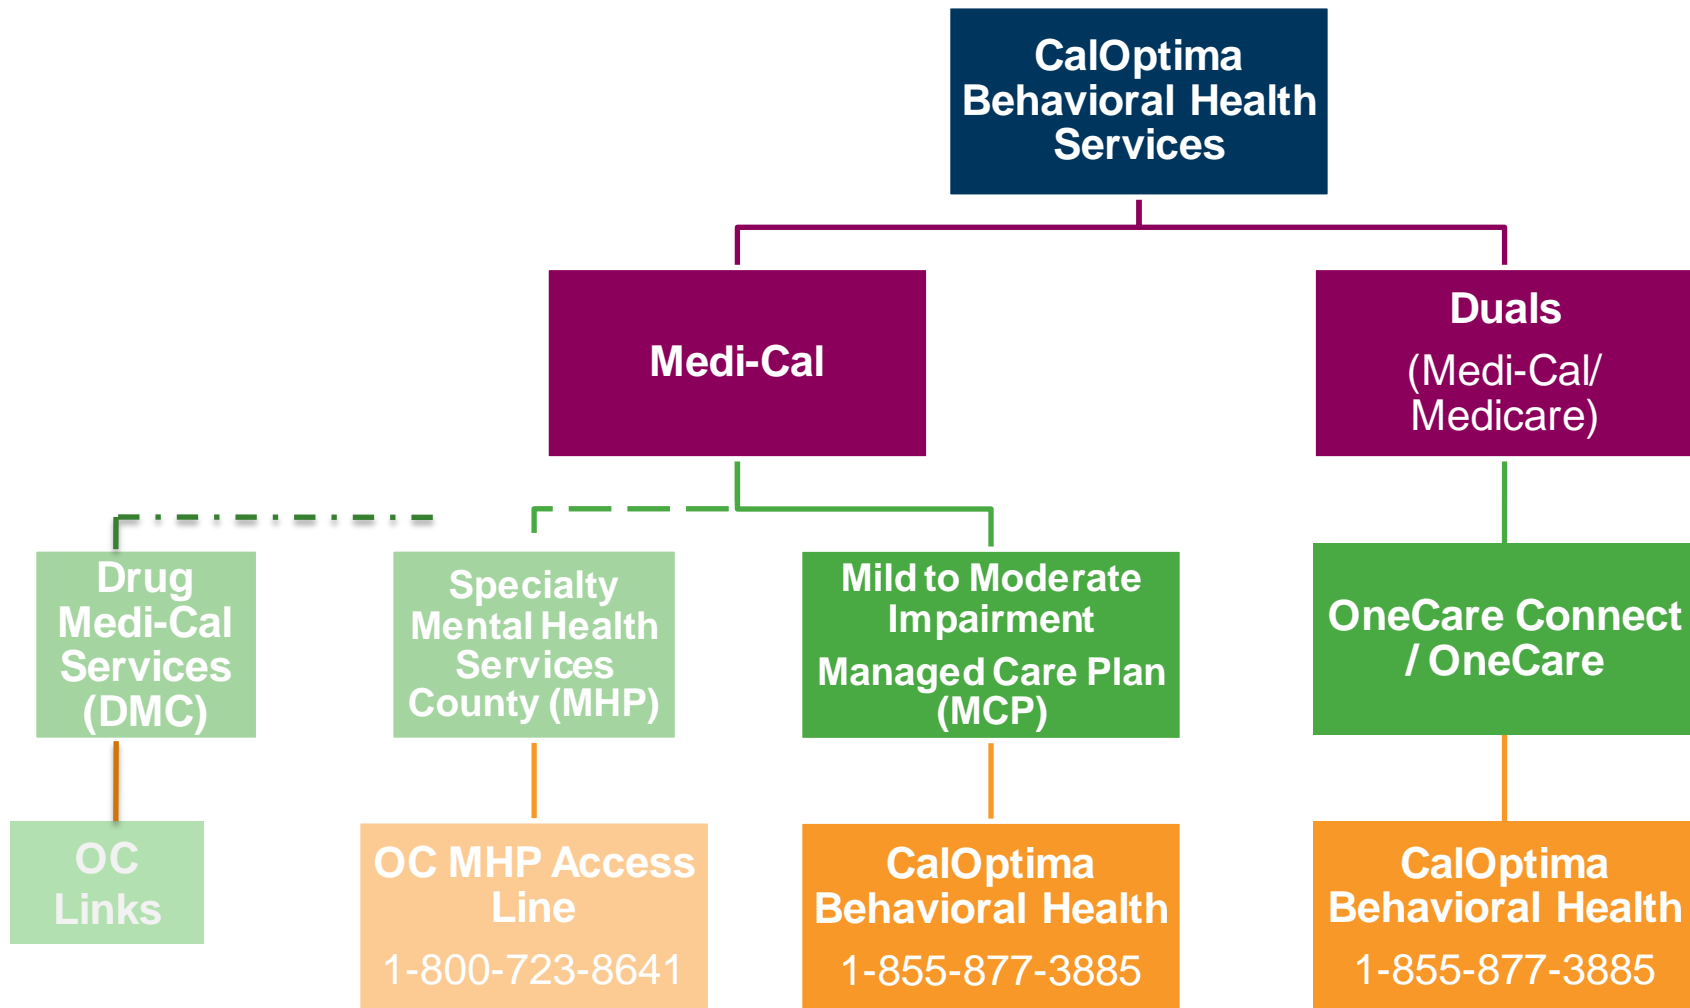 CalOptima
Behavioral Health
Services
Medi-Cal
Duals
(Medi-Cal/
Medicare)
Drug
Medi-Cal
Services
(DMC)
Specialty
Mental Health
Services
County (MHP)
Mild to Moderate
Impairment
Managed Care Plan
(MCP)
OneCare Connect
/ OneCare
OC
Links
OC MHP Access
Line
1-800-723-8641
CalOptima
Behavioral Health
1-855-877-3885
CalOptima
Behavioral Health
1-855-877-3885